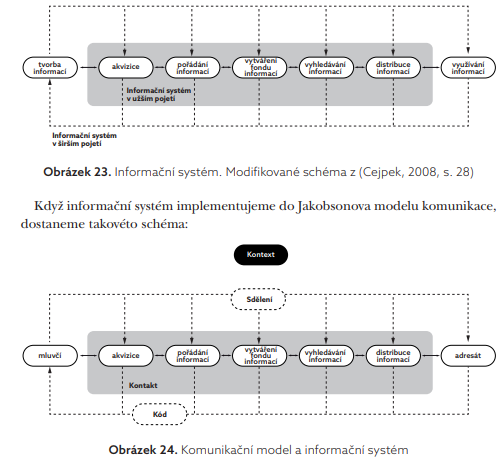 tvorba
informací
akvizice
pořádání
informací
vytváření
fondu
informací
vyhledávání
informací
distribuce
informací
využívání
informací
Informační systém
v užším pojetí
Informační systém
v širším pojetí
Obrázek 23. Informační systém. Modifikované schéma z (Cejpek, 2008, s. 28)
Když informační systém implementujeme do Jakobsonova modelu komunikace,
dostaneme takovéto schéma:
Kontext
Sdělení
mluvčí
akvizice
pořádání
informací
vytváření
fondu
informací
vyhledávání
informací
distribuce
informací
adresát
Kontakt
Kód
Obrázek 24. Komunikační model a informační systém